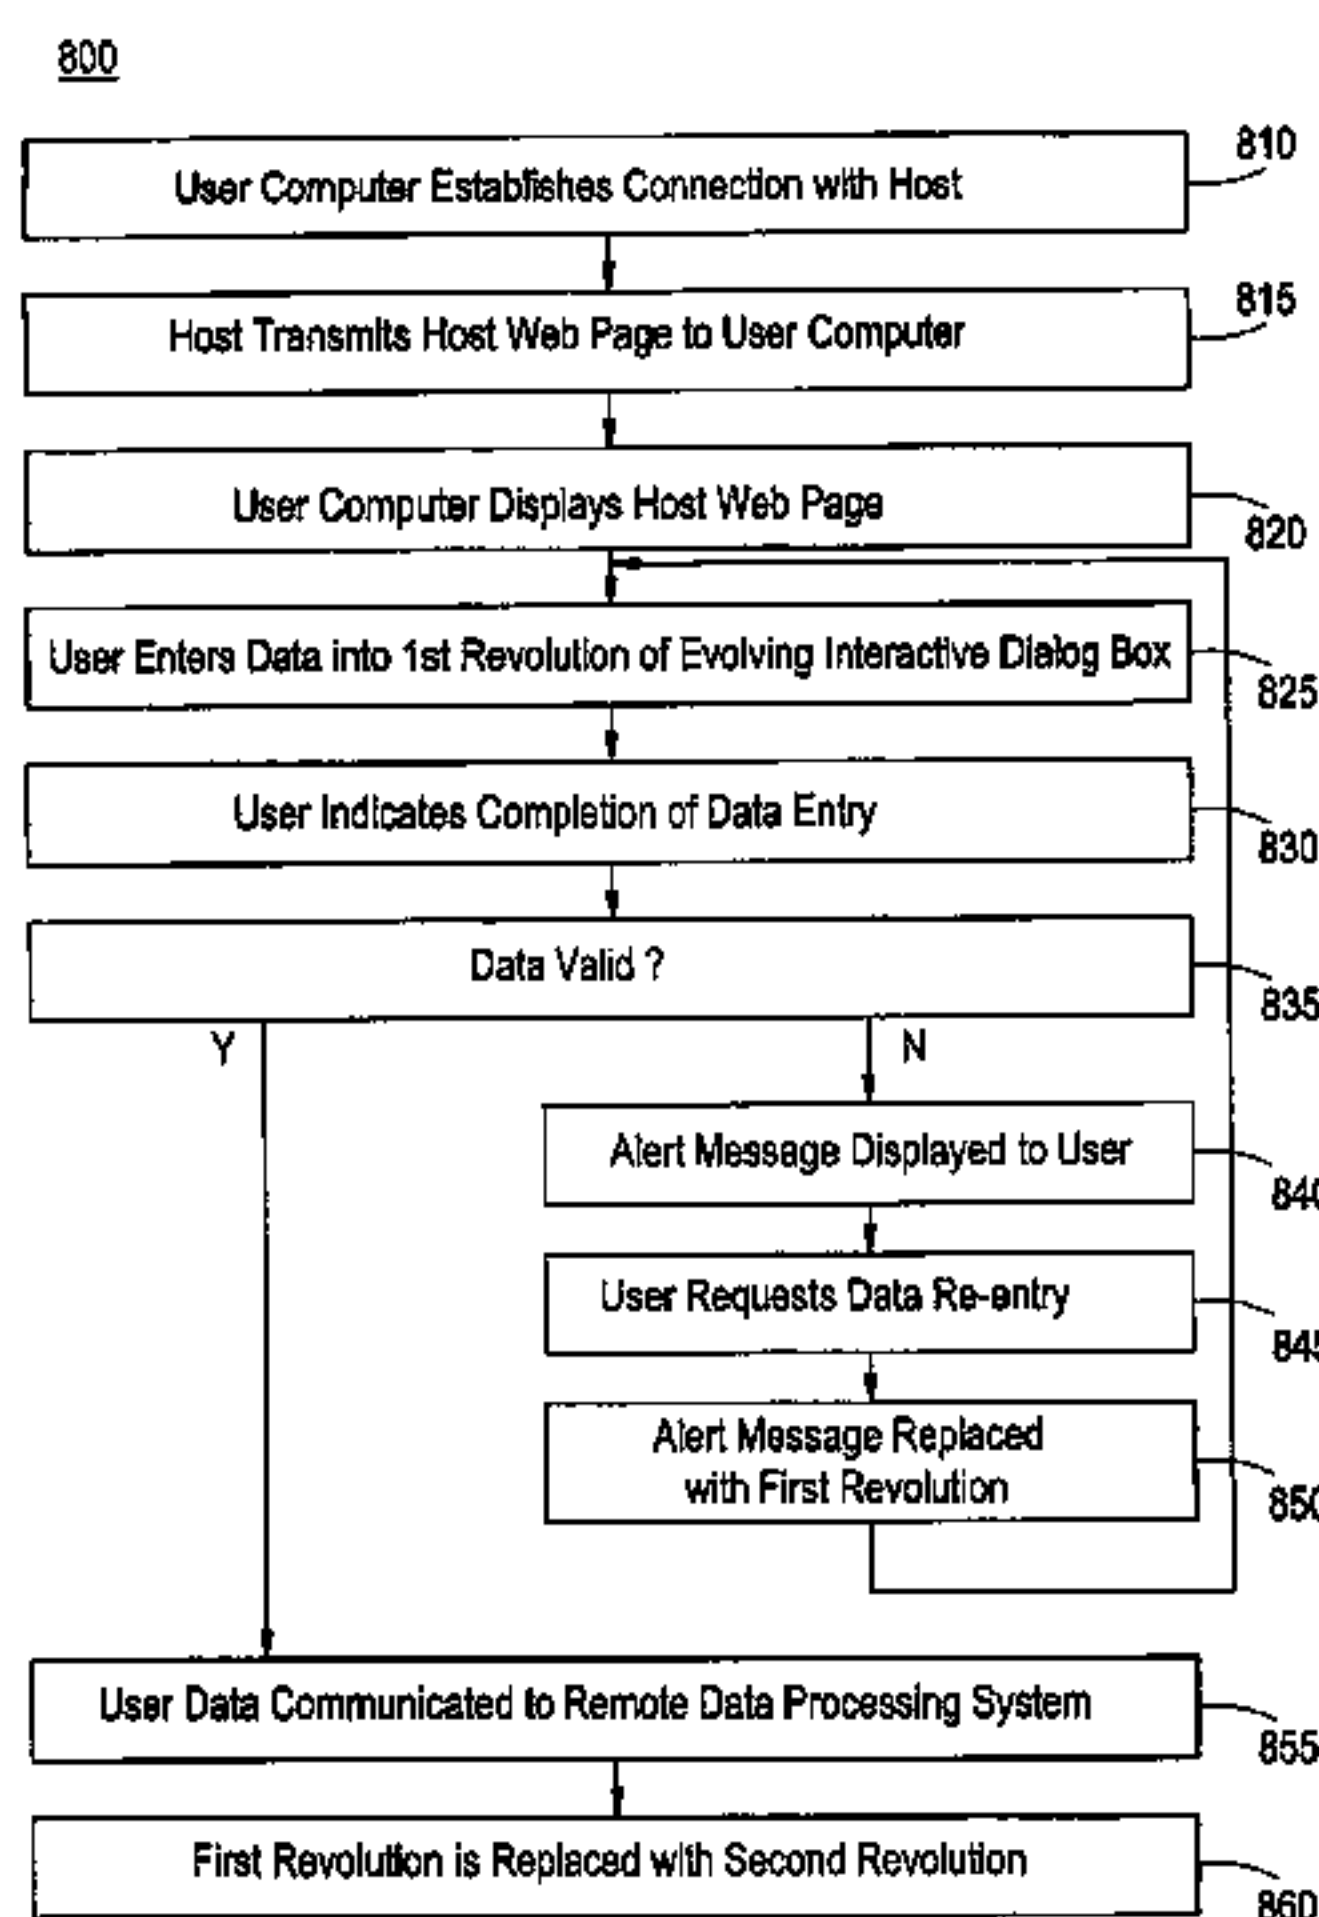 800
User Computer Establishes Connection with Host
810
Host Transmits Host Web Page to User Computer
815
User Computer Displays Host Web Page
820
User Enters Data into 1st Revolution of Evolving Interactive Dialog Box
825
User Indicates Completion of Data Entry
830
Data Valid ?
835
Y
N
Alert Message Displayed to User
840
User Requests Data Re-entry
845
Alert Message Replaced
with First Revolution
850
User Data Communicated to Remote Data Processing System
855
First Revolution is Replaced with Second Revolution
860